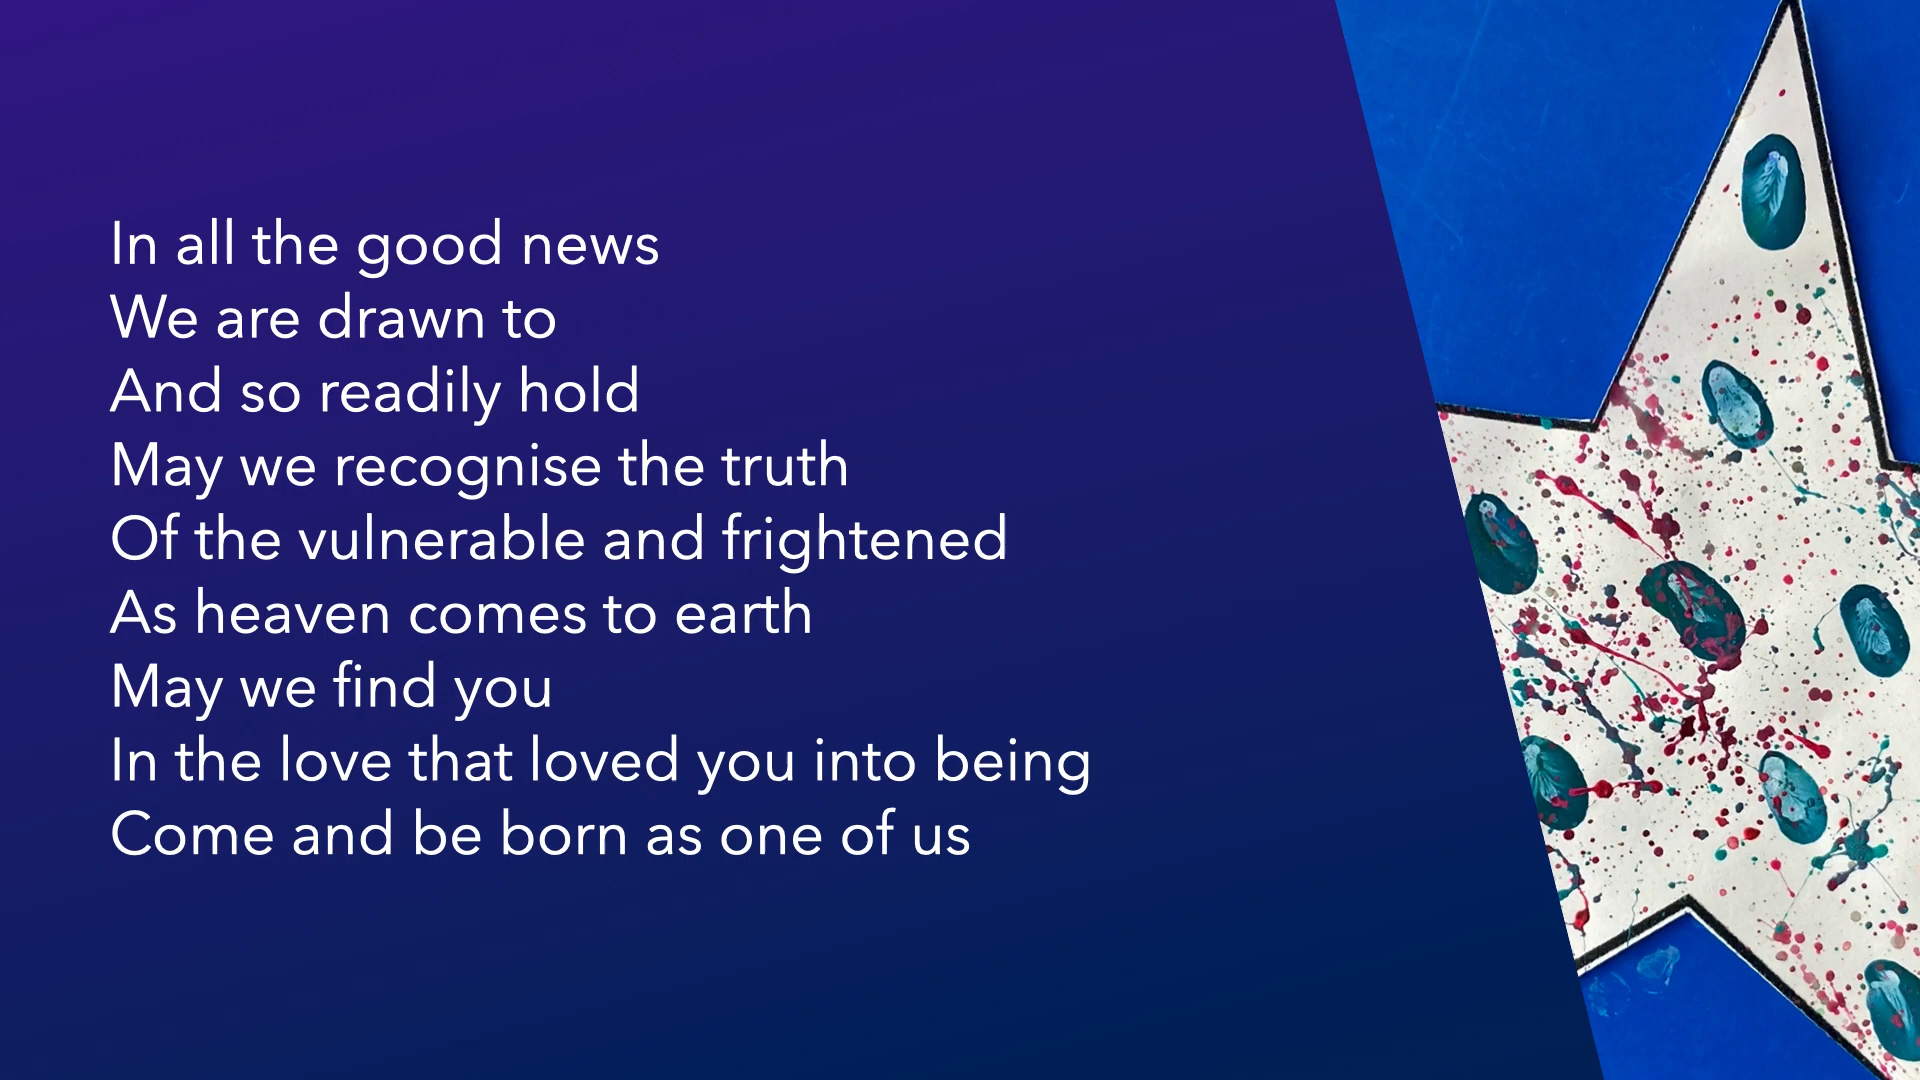 In all the good news
We are drawn to
And so readily hold
May we recognise the truth
Of the vulnerable and frightened
As heaven comes to earth
May we find you
In the love that loved you into being
Come and be born as one of us